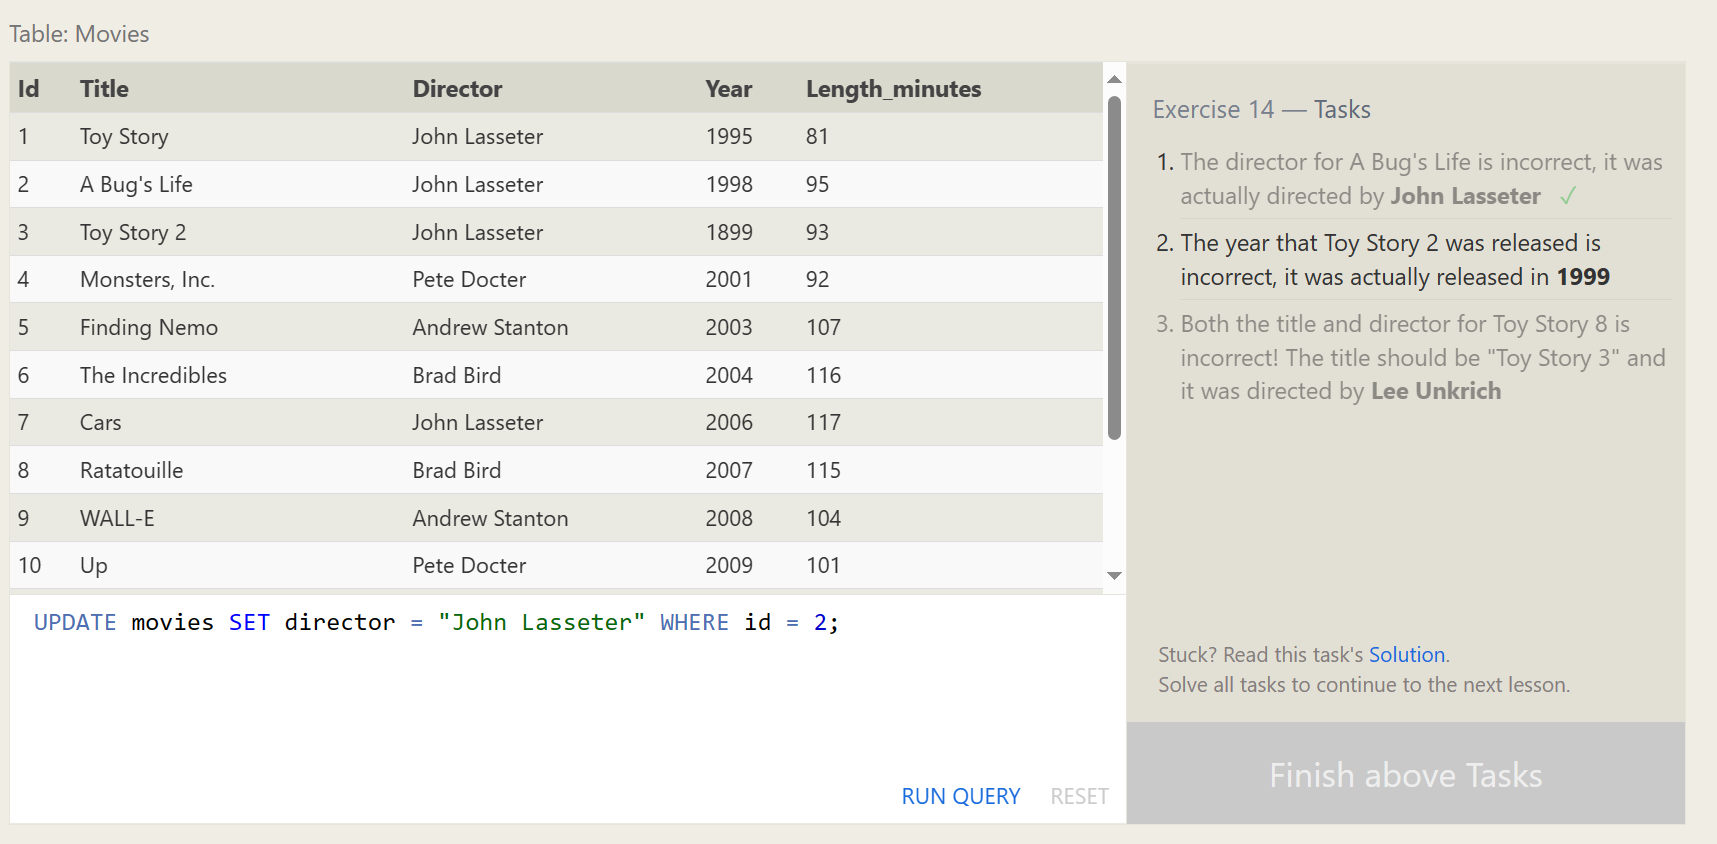 Table: Movies
Id Title Director Year Length_minutes
1 Toy Story John Lasseter 1995 81
2 A Bug's Life John Lasseter 1998 95
3 Toy Story 2 John Lasseter 1899 93
4 Monsters, Inc. Pete Docter 2001 92
5 Finding Nemo Andrew Stanton 2003 107
6 The Incredibles Brad Bird 2004 116
7 Cars John Lasseter 2006 117
8 Ratatouille Brad Bird 2007 115
9 WALL-E Andrew Stanton 2008 104
10 Up Pete Docter 2009 101
UPDATE movies SET director = "John Lasseter" WHERE id = 2;
RUN QUERY RESET
Exercise 14 — Tasks
1. The director for A Bug's Life is incorrect, it was
actually directed by John Lasseter ✓
2. The year that Toy Story 2 was released is
incorrect, it was actually released in 1999
3. Both the title and director for Toy Story 8 is
incorrect! The title should be "Toy Story 3" and
it was directed by Lee Unkrich
Stuck? Read this task's Solution.
Solve all tasks to continue to the next lesson.
Finish above Tasks